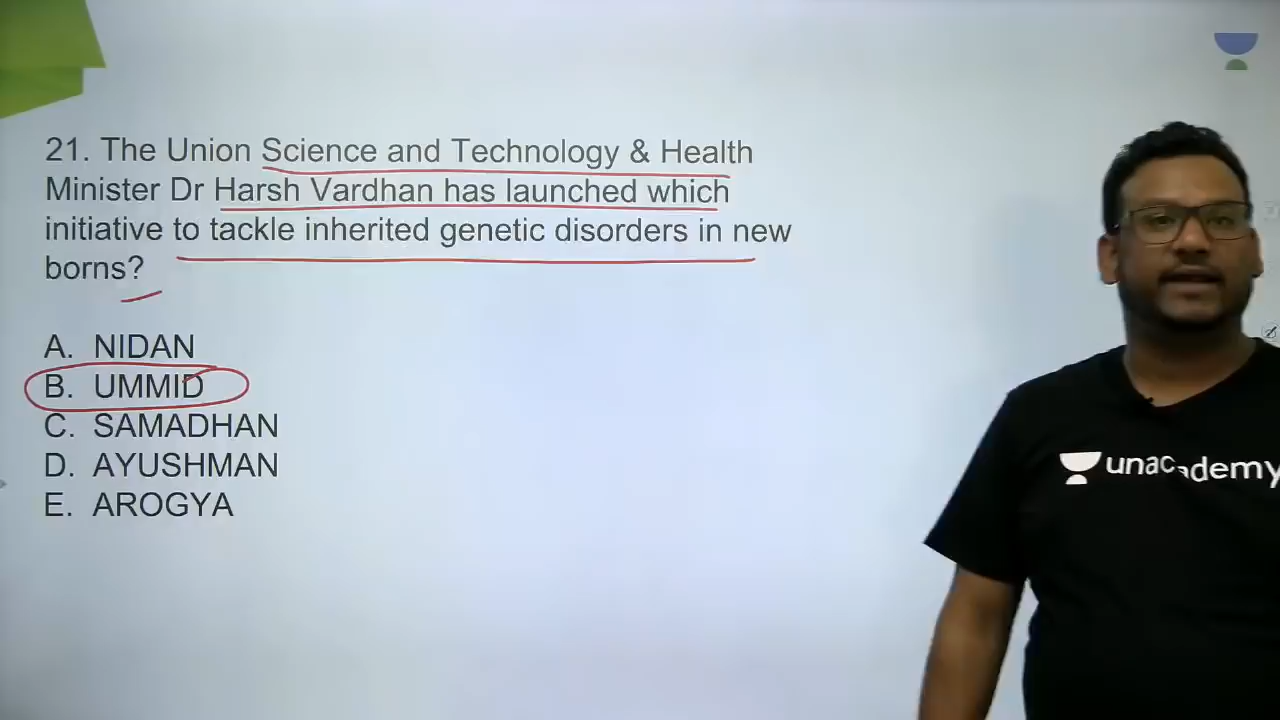 21. The Union Science and Technology & Health
Minister Dr Harsh Vardhan has launched which
initiative to tackle inherited genetic disorders in new
borns?
A. NIDAN
B. UMMID
C. SAMADHAN
D. AYUSHMAN
E. AROGYA
unacademy